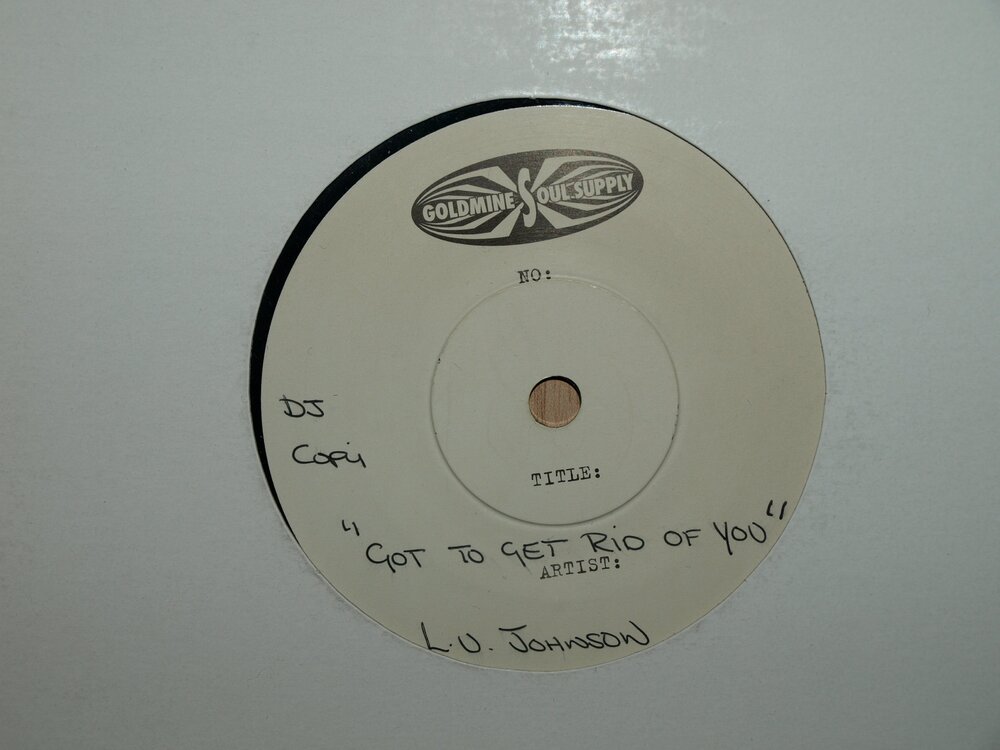 GOLDMINE SOUL SUPPLY
NO:
DJ
Copy
TITLE:
"GOT TO GET RID OF YOU"
ARTIST:
L.U. JOHNSON